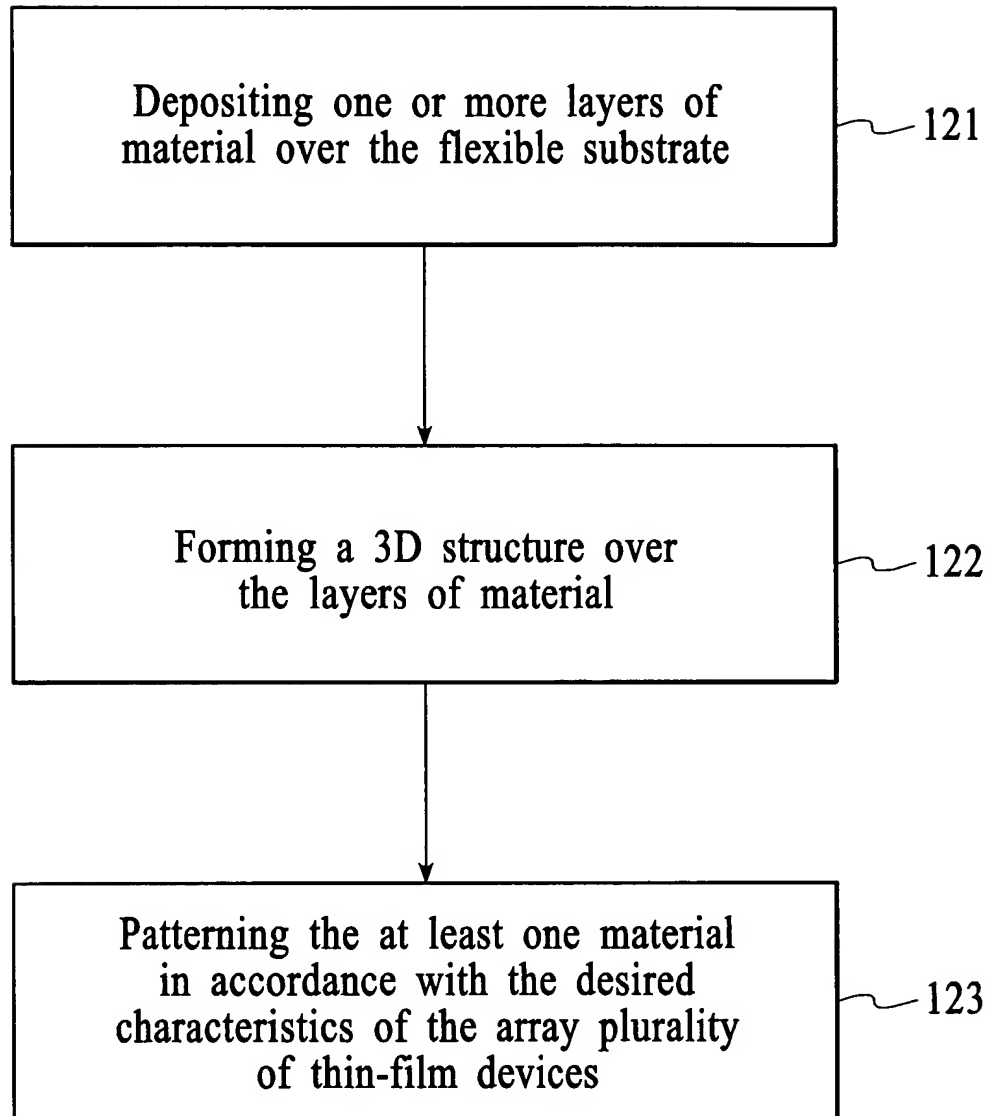 Depositing one or more layers of
material over the flexible substrate
121
Forming a 3D structure over
the layers of material
122
Patterning the at least one material
in accordance with the desired
characteristics of the array plurality
of thin-film devices
123